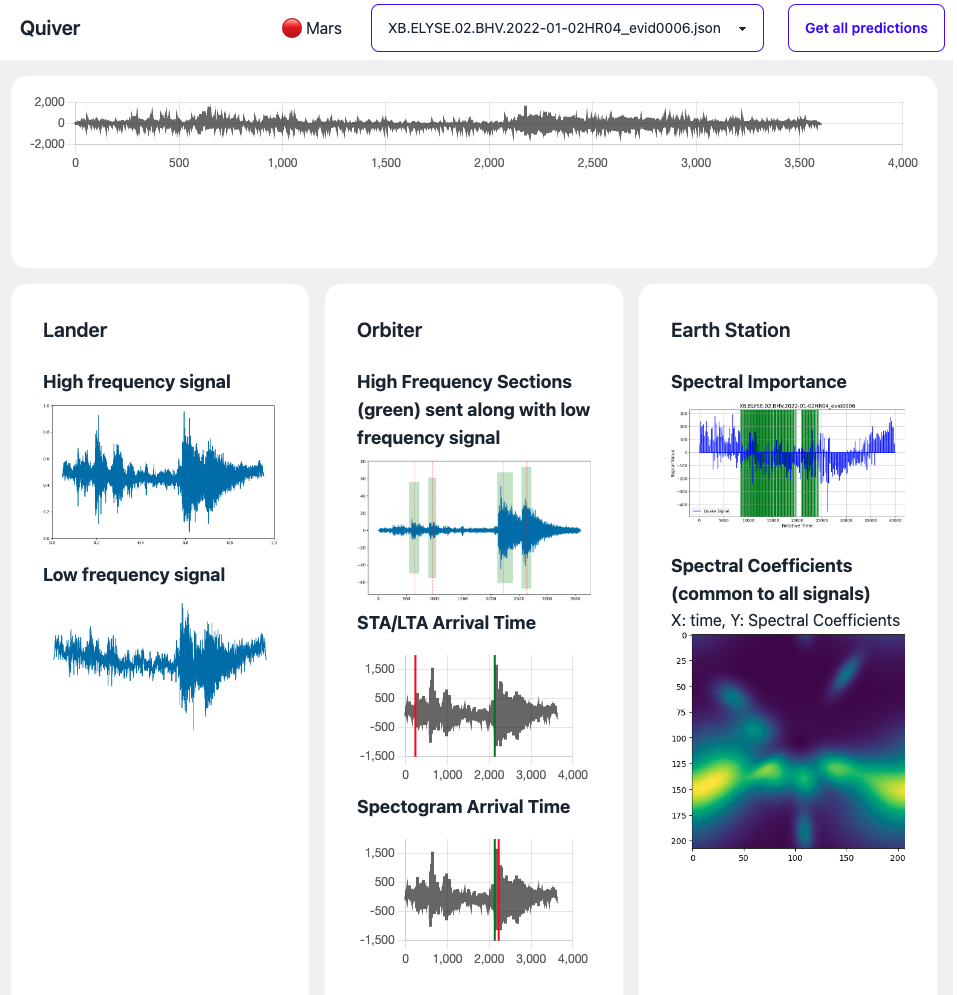 Quiver
Mars
XB.ELYSE.02.BHV.2022-01-02HR04_evid0006.json
Get all predictions
2,000
0
-2,000
0 500 1,000 1,500 2,000 2,500 3,000 3,500 4,000
Lander
High frequency signal
1.0
0.8
0.6
0.4
0.2
0.0
0.0 0.2 0.4 0.6 0.8 1.0
Low frequency signal
Orbiter
High Frequency Sections
(green) sent along with low
frequency signal
80
60
40
20
0
-20
-40
-60
0 500 1000 1500 2000 2500 3000 3500
STA/LTA Arrival Time
1,500
500
-500
-1,500
0 1,000 2,000 3,000 4,000
Spectogram Arrival Time
1,500
500
-500
-1,500
0 1,000 2,000 3,000 4,000
Earth Station
Spectral Importance
XB.ELYSE.02.BHV.2022-01-02HR04_evid0006
Signal Value
300
200
100
0
-100
-200
-300
-400
Quake Signal
0 5000 10000 15000 20000 25000 30000 35000 40000
Relative Time
Spectral Coefficients
(common to all signals)
X: time, Y: Spectral Coefficients
0
25
50
75
100
125
150
175
200
0 50 100 150 200